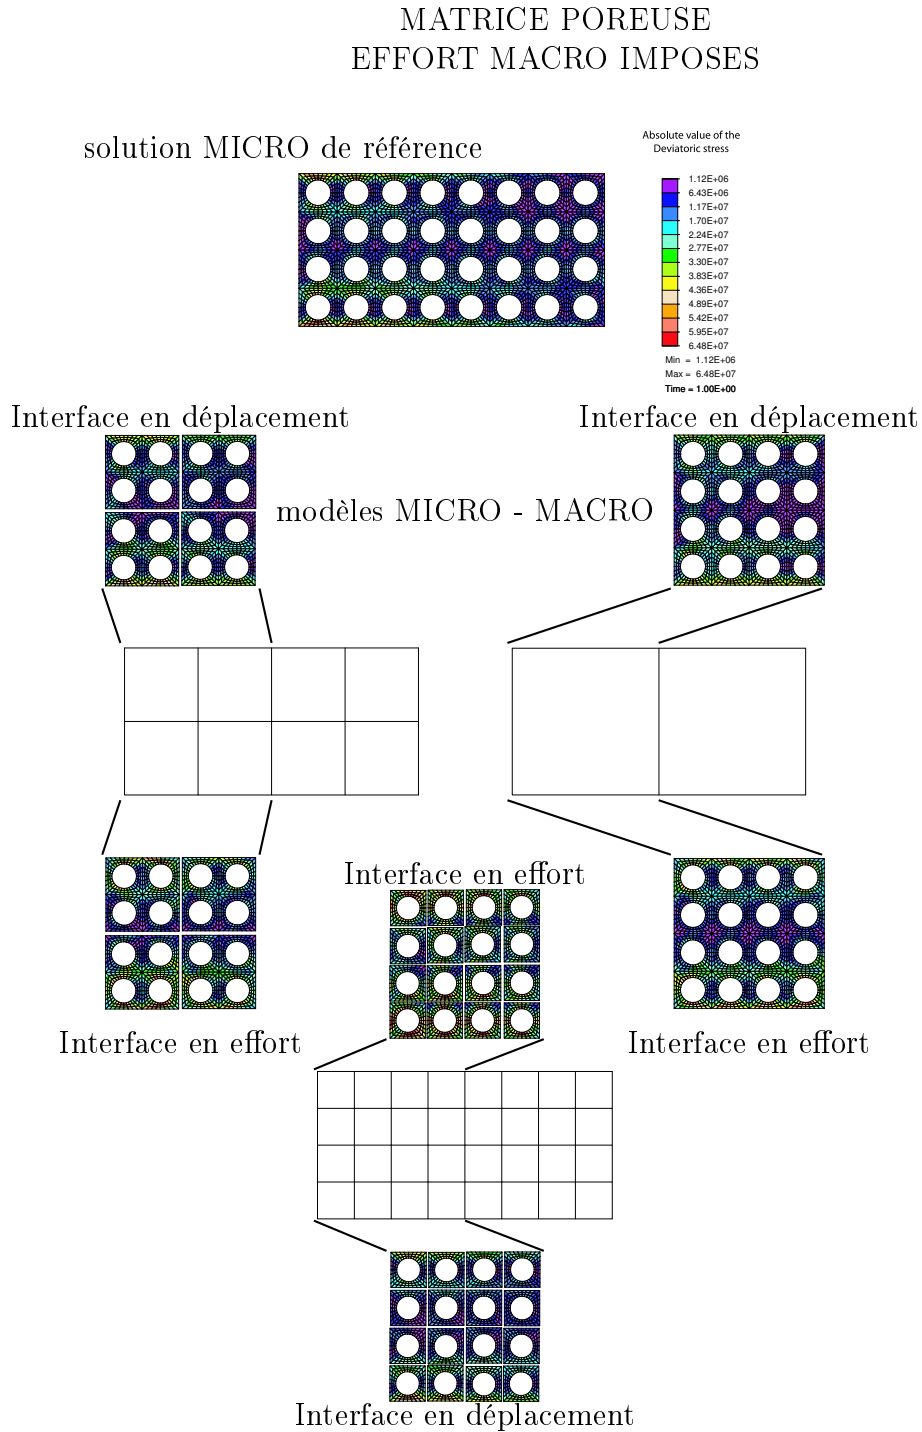 MATRICE POREUSE
EFFORT MACRO IMPOSES
solution MICRO de référence
Absolute value of the
Deviatoric stress
1.12E+06
6.43E+06
1.17E+07
1.70E+07
2.24E+07
2.77E+07
3.30E+07
3.83E+07
4.36E+07
4.89E+07
5.42E+07
5.95E+07
6.48E+07
Min = 1.12E+06
Max = 6.48E+07
Time = 1.00E+00
Interface en déplacement
Interface en déplacement
modèles MICRO - MACRO
Interface en effort
Interface en effort
Interface en effort
Interface en déplacement